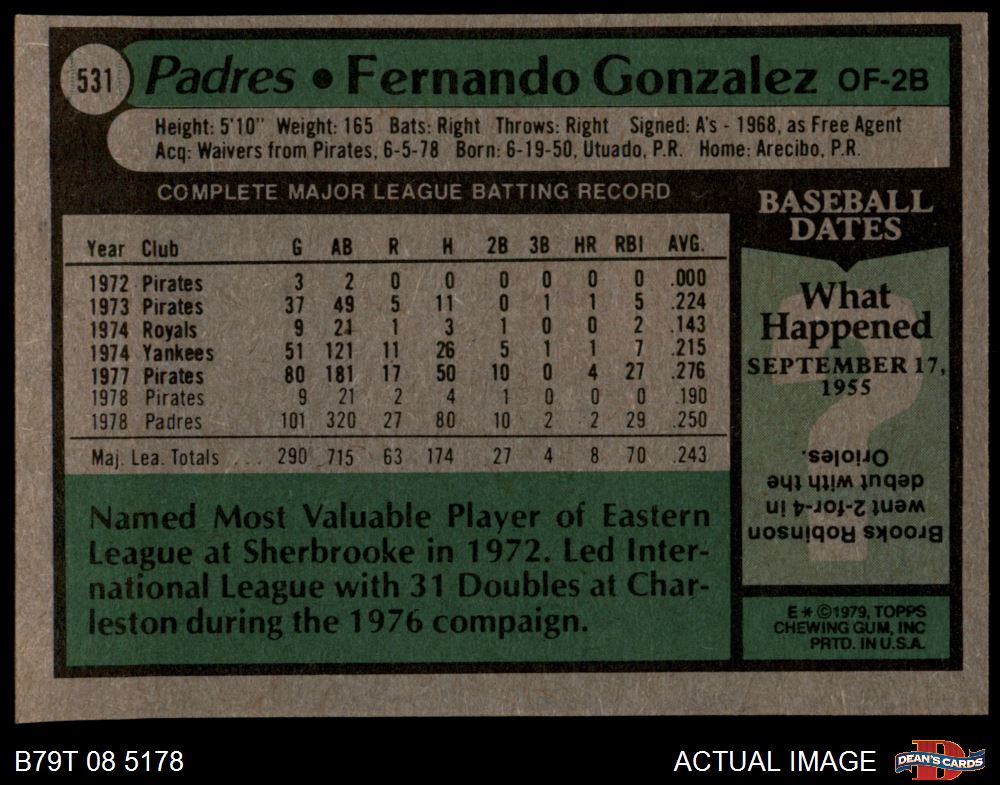 531 Padres • Fernando Gonzalez OF-2B
Height: 5'10" Weight: 165 Bats: Right Throws: Right Signed: A's - 1968, as Free Agent
Acq: Waivers from Pirates, 6-5-78 Born: 6-19-50, Utuado, P.R. Home: Arecibo, P.R.
COMPLETE MAJOR LEAGUE BATTING RECORD
Year Club G AB R H 2B 3B HR RBI AVG.
1972 Pirates 3 2 0 0 0 0 0 0 .000
1973 Pirates 37 49 5 11 0 1 1 5 .224
1974 Royals 9 21 1 3 1 0 0 2 .143
1974 Yankees 51 121 11 26 5 1 1 7 .215
1977 Pirates 80 181 17 50 10 0 4 27 .276
1978 Pirates 9 21 2 4 1 0 0 0 .190
1978 Padres 101 320 27 80 10 2 2 29 .250
Maj. Lea. Totals ... 290 715 63 174 27 4 8 70 .243
Named Most Valuable Player of Eastern
League at Sherbrooke in 1972. Led Inter-
national League with 31 Doubles at Char-
leston during the 1976 compaign.
BASEBALL
DATES
What
Happened
SEPTEMBER 17,
1955
Brooks Robinson
went 2-for-4 in
debut with the
Orioles.
E*©1979, TOPPS
CHEWING GUM, INC
PRTD. IN U.S.A.
B79T 08 5178
ACTUAL IMAGE
DEAN'S CARDS